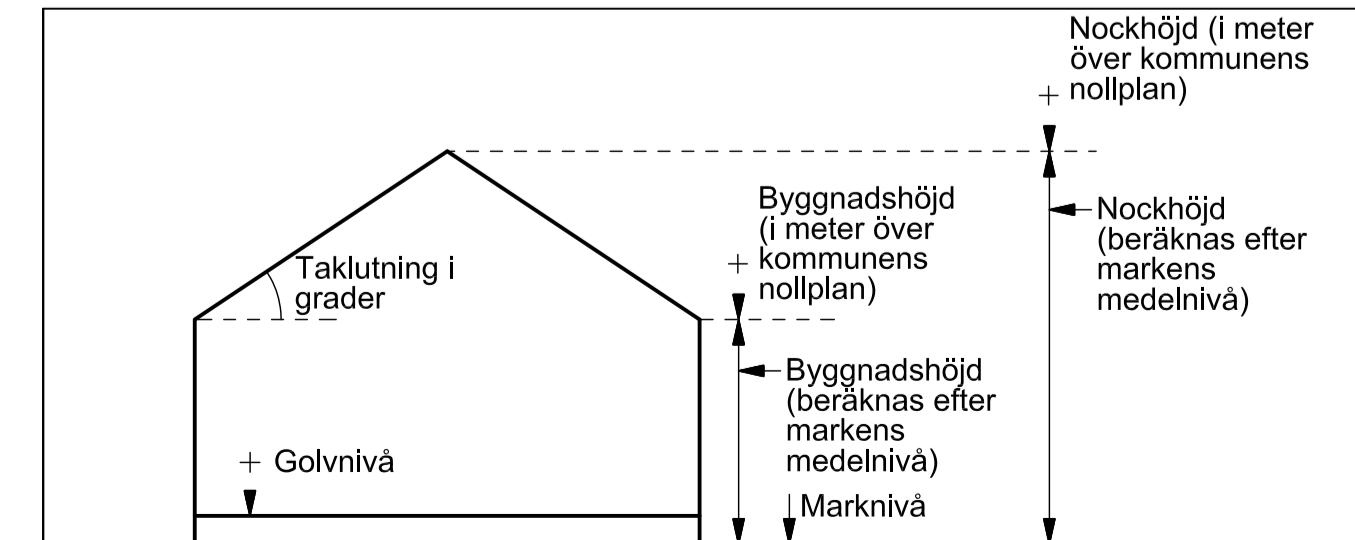 Nockhöjd (i meter
över kommunens
+ nollplan)
Byggnadshöjd
(i meter över
+ kommunens
nollplan)
Nockhöjd
(beräknas efter
markens
medelnivå)
Taklutning i
grader
Byggnadshöjd
(beräknas efter
markens
medelnivå)
+ Golvnivå
Marknivå